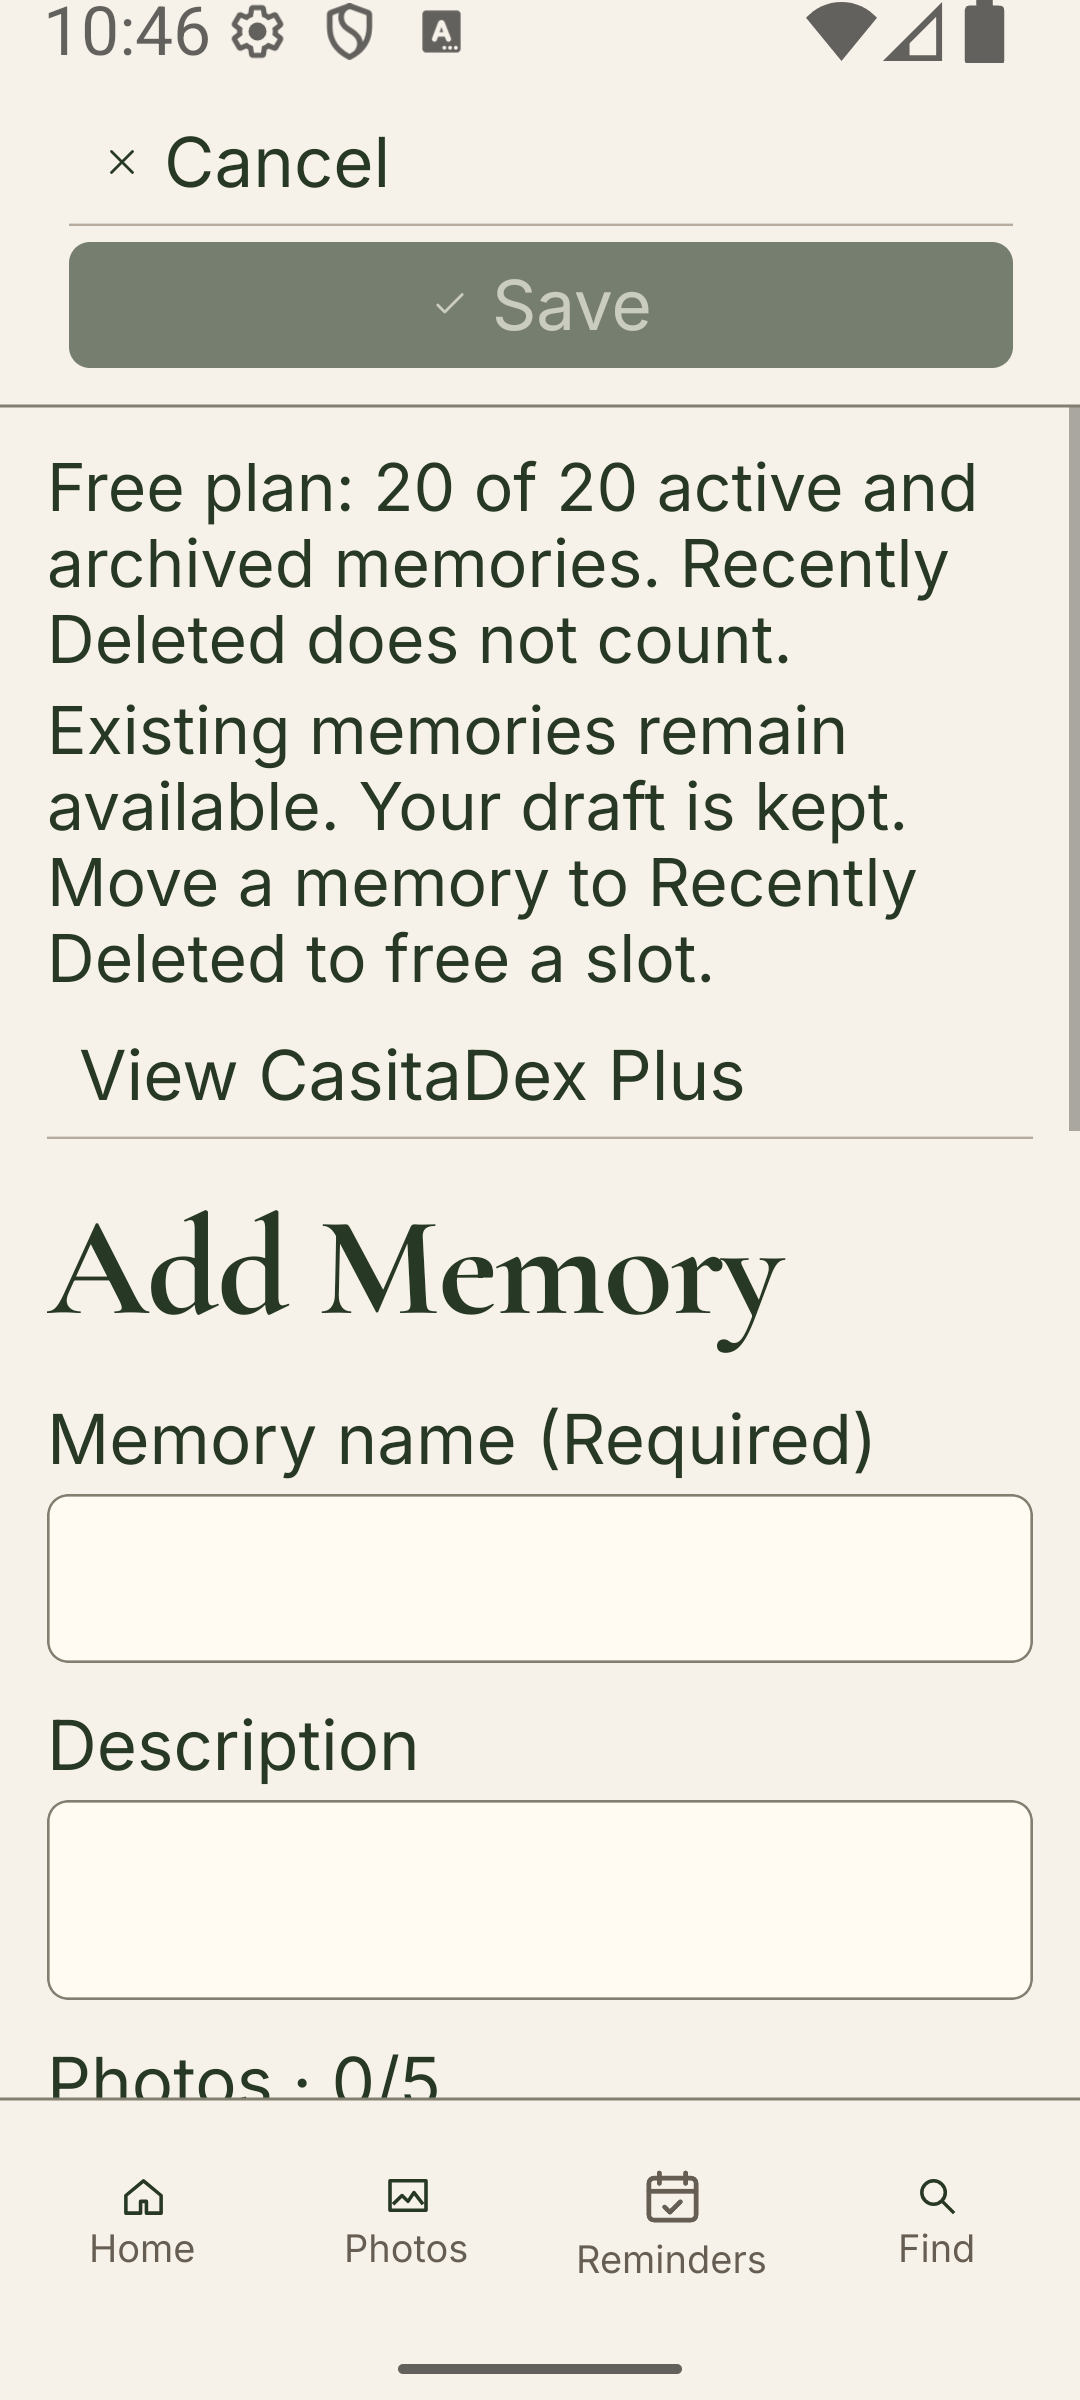 10:46
Cancel
Save
Free plan: 20 of 20 active and
archived memories. Recently
Deleted does not count.
Existing memories remain
available. Your draft is kept.
Move a memory to Recently
Deleted to free a slot.
View CasitaDex Plus
Add Memory
Memory name (Required)
Description
Photos · 0/5
Home
Photos
Reminders
Find